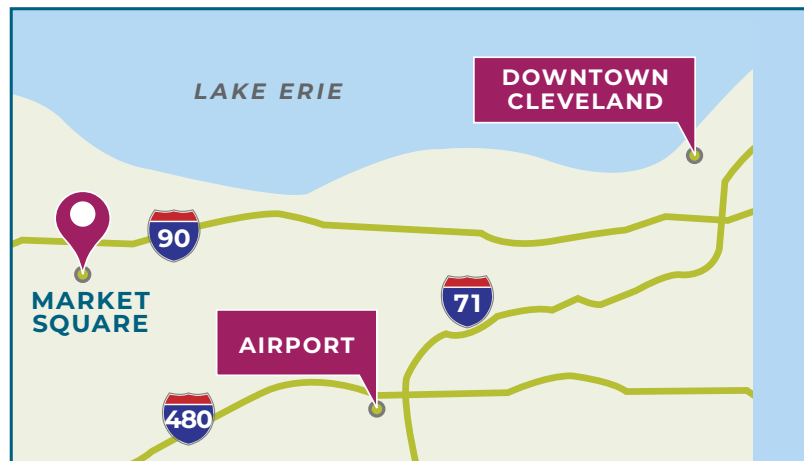 LAKE ERIE
DOWNTOWN
CLEVELAND
90
MARKET
SQUARE
71
AIRPORT
480